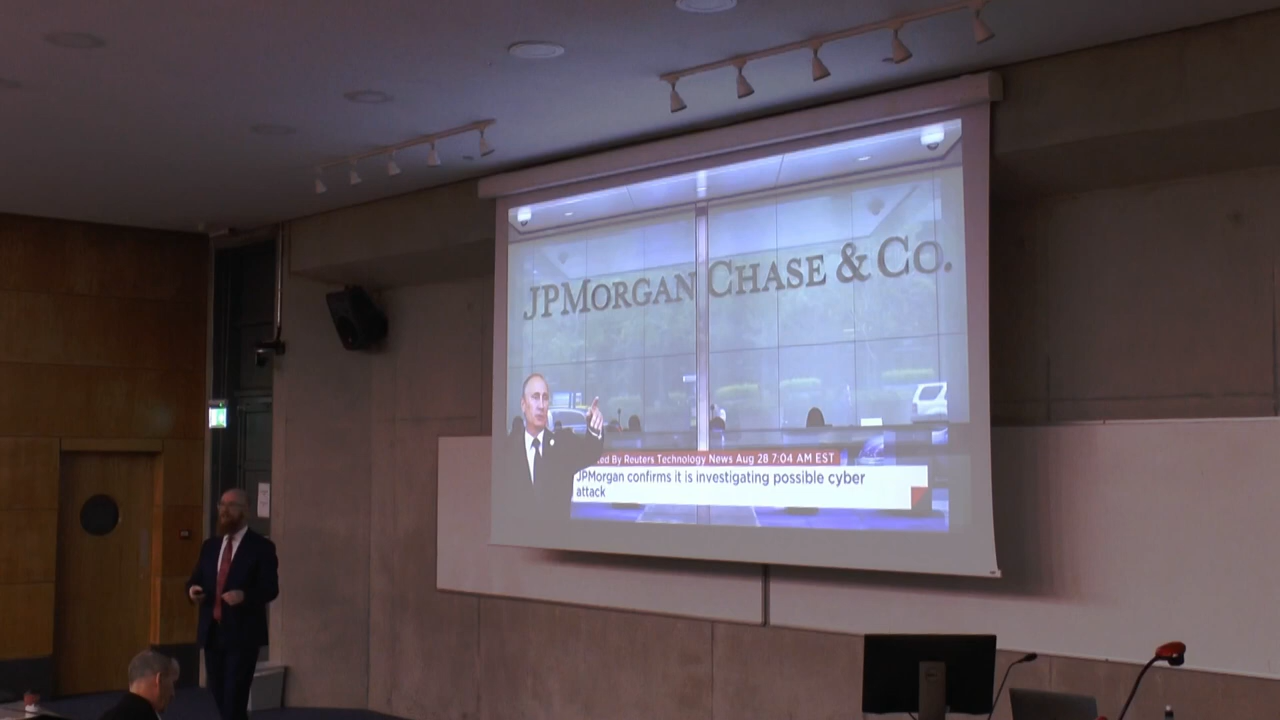 JPMORGAN CHASE & CO.
ed By Reuters Technology News Aug 28 7:04 AM EST
JPMorgan confirms it is investigating possible cyber
attack